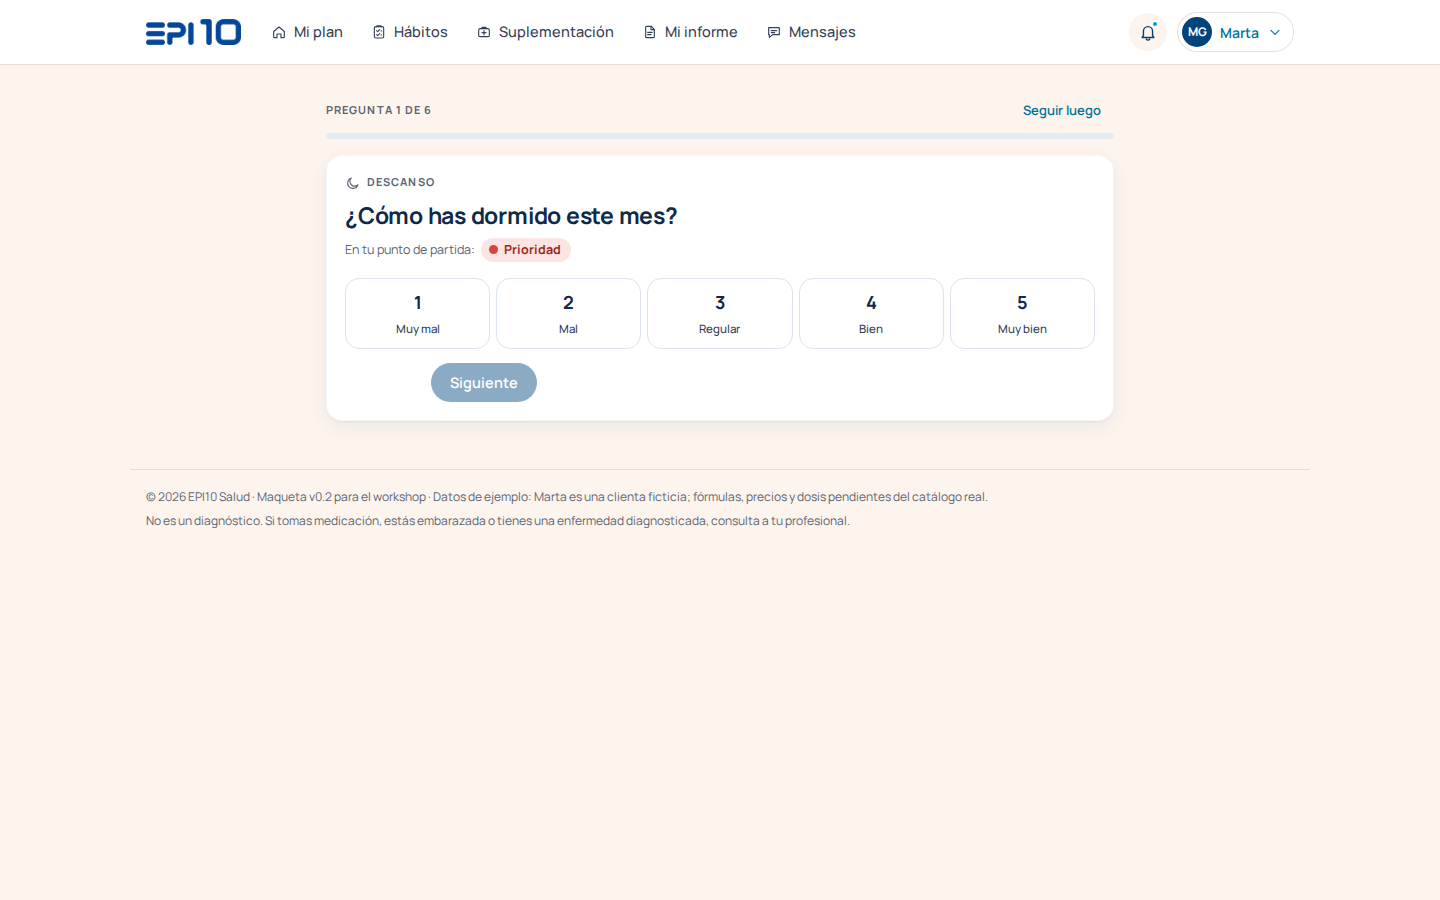 EPI10 Mi plan Hábitos Suplementación Mi informe Mensajes MG Marta
PREGUNTA 1 DE 6 Seguir luego
DESCANSO
¿Cómo has dormido este mes?
En tu punto de partida: Prioridad
1 2 3 4 5
Muy mal Mal Regular Bien Muy bien
Siguiente
© 2026 EPI10 Salud · Maqueta v0.2 para el workshop · Datos de ejemplo: Marta es una clienta ficticia; fórmulas, precios y dosis pendientes del catálogo real.
No es un diagnóstico. Si tomas medicación, estás embarazada o tienes una enfermedad diagnosticada, consulta a tu profesional.